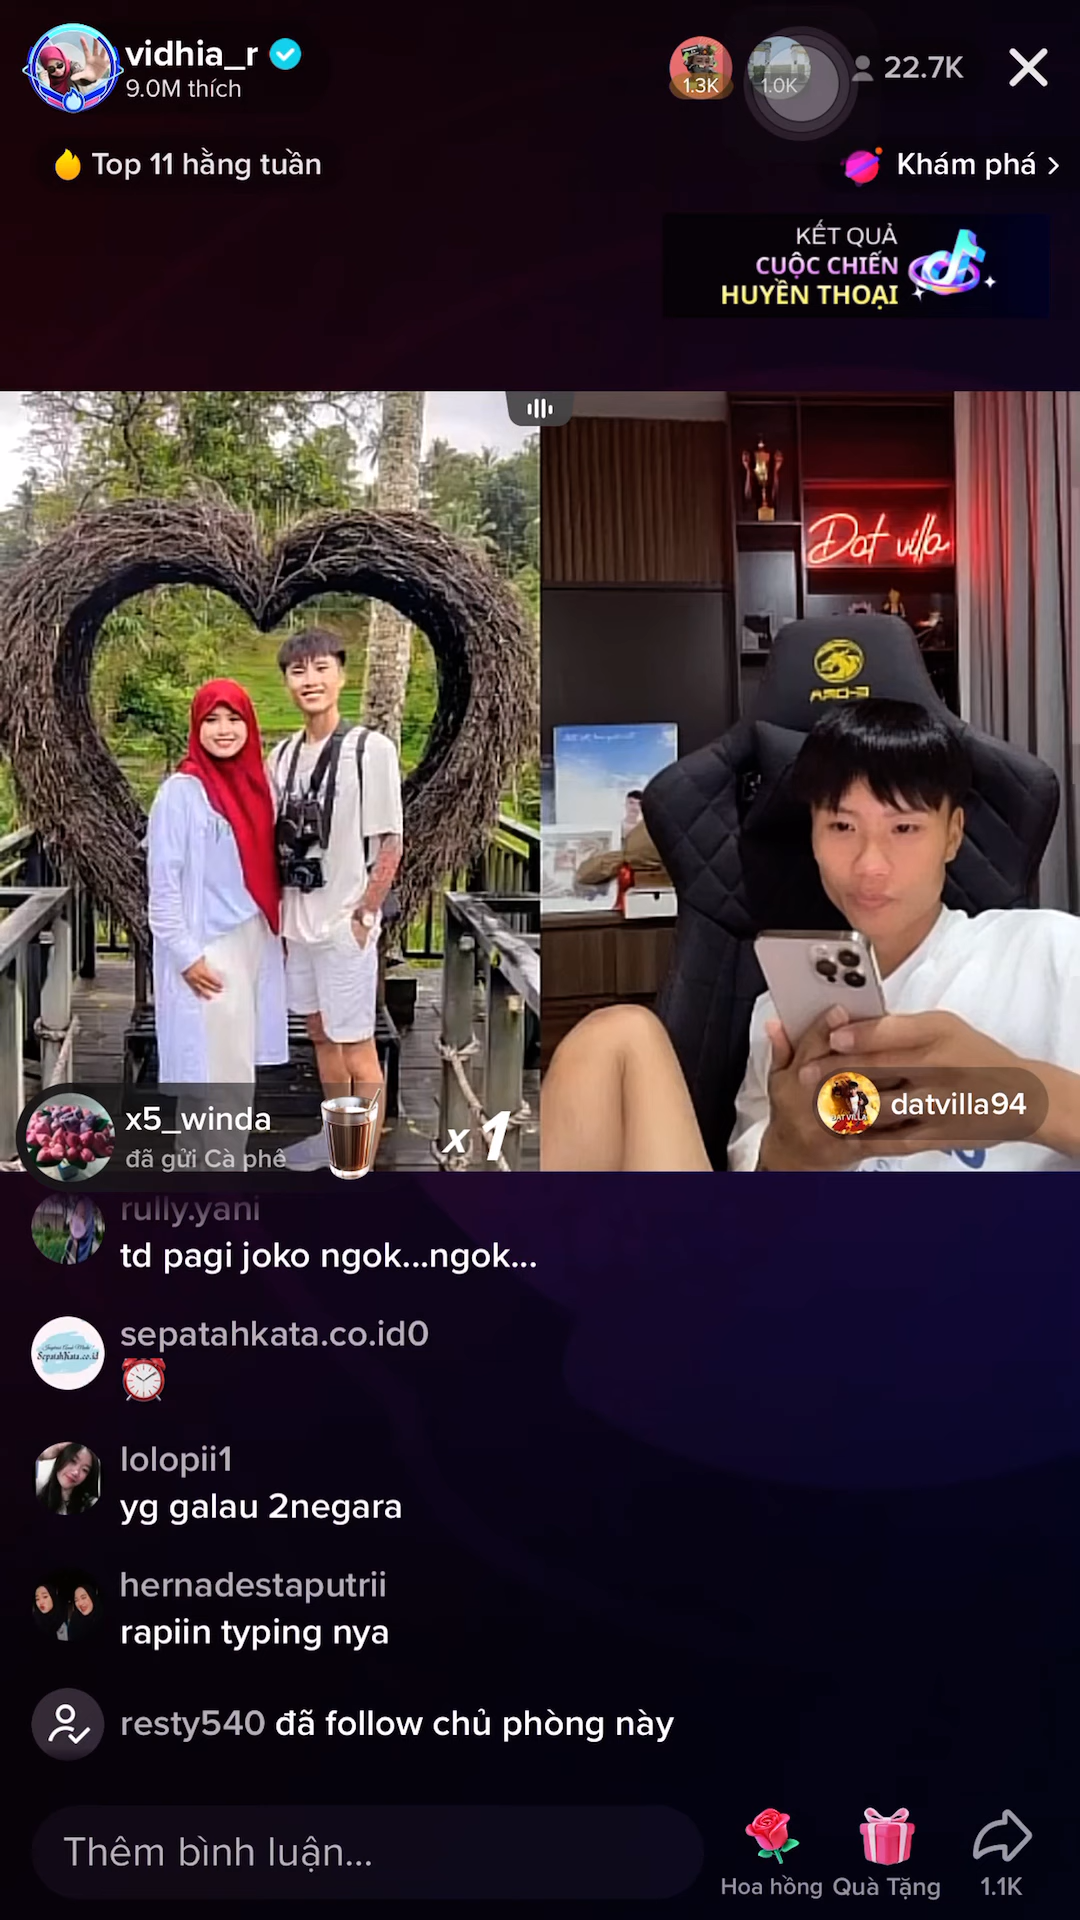 vidhia_r
9.0M thích
1.3K
1.0K
22.7K
Top 11 hằng tuần
Khám phá
KẾT QUẢ
CUỘC CHIẾN
HUYỀN THOẠI
Dat villa
x5_winda
đã gửi Cà phê
x 1
datvilla94
rully.yani
td pagi joko ngok...ngok...
sepatahkata.co.id0
lolopii1
yg galau 2negara
hernadestaputrii
rapiin typing nya
resty540 đã follow chủ phòng này
Thêm bình luận...
Hoa hồng
Quà Tặng
1.1K